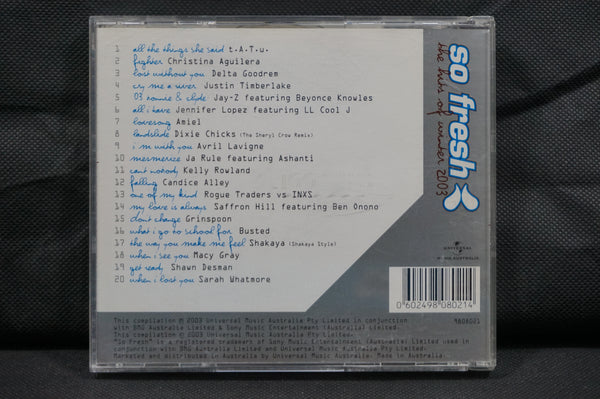 1 all the things she said t.A.T.u.
2 fighter Christina Aguilera
3 lost without you Delta Goodrem
4 cry me a river Justin Timberlake
5 03 bonnie & clyde Jay-Z featuring Beyonce Knowles
6 all i have Jennifer Lopez featuring LL Cool J
7 lovesong Amiel
8 landslide Dixie Chicks (The Sheryl Crow Remix)
9 i'm with you Avril Lavigne
10 mesmerize Ja Rule featuring Ashanti
11 cant nobody Kelly Rowland
12 falling Candice Alley
13 one of my kind Rogue Traders vs INXS
14 my love is always Saffron Hill featuring Ben Onono
15 dont change Grinspoon
16 what i go to school for Busted
17 the way you make me feel Shakaya (Shakaya Style)
18 when i see you Macy Gray
19 get ready Shawn Desman
20 when i lost you Sarah Whatmore
so fresh
the hits of winter 2003
UNIVERSAL
0 602498 080214
This compilation ℗ 2003 Universal Music Australia Pty Limited in conjunction
with BMG Australia Limited & Sony Music Entertainment (Australia) Limited.
This compilation © 2003 Universal Music Australia Pty Limited.
"So Fresh" is a registered trademark of Sony Music Entertainment (Australia) Limited used in
conjunction with BMG Australia Limited and Universal Music Australia Pty Limited.
Marketed and distributed in Australia by Universal Music Australia. Made in Australia.
9808021